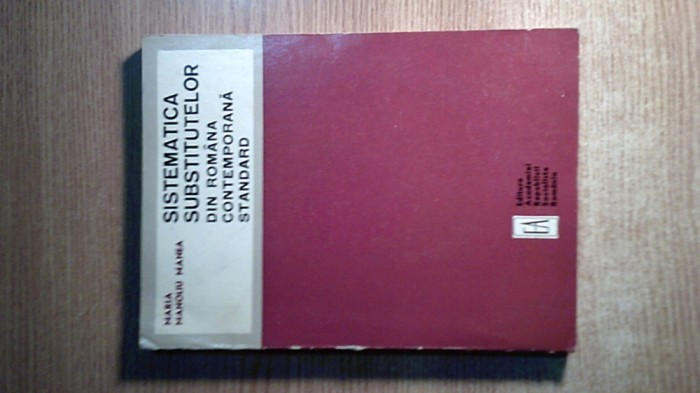 MARIA
MANOLIU MANEA
SISTEMATICA
SUBSTITUTELOR
DIN ROMÂNA
CONTEMPORANĂ
STANDARD
EA
Editura
Academiei
Republicii
Socialiste
România